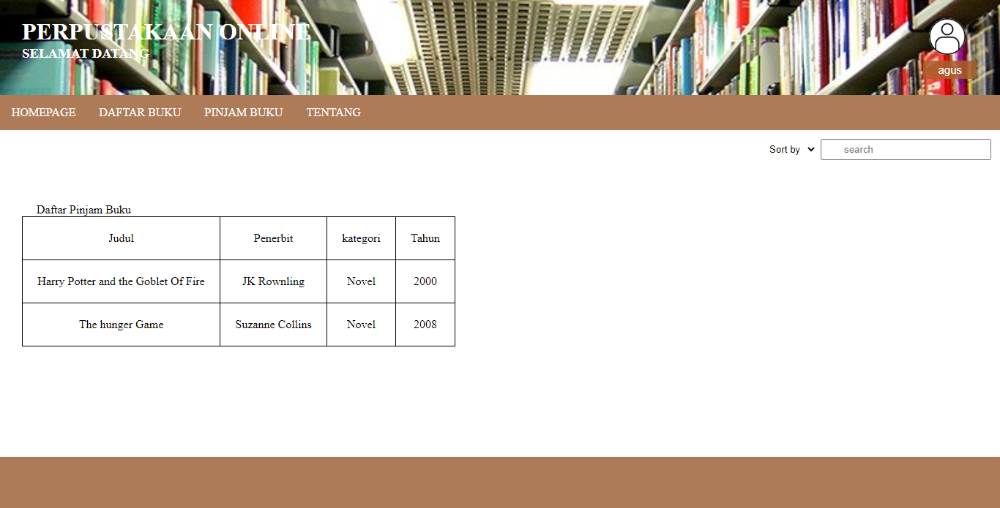 PERPUSTAKAAN ONLINE
SELAMAT DATANG
agus
HOMEPAGE DAFTAR BUKU PINJAM BUKU TENTANG
Sort by search
Daftar Pinjam Buku
Judul Penerbit kategori Tahun
Harry Potter and the Goblet Of Fire JK Rownling Novel 2000
The hunger Game Suzanne Collins Novel 2008